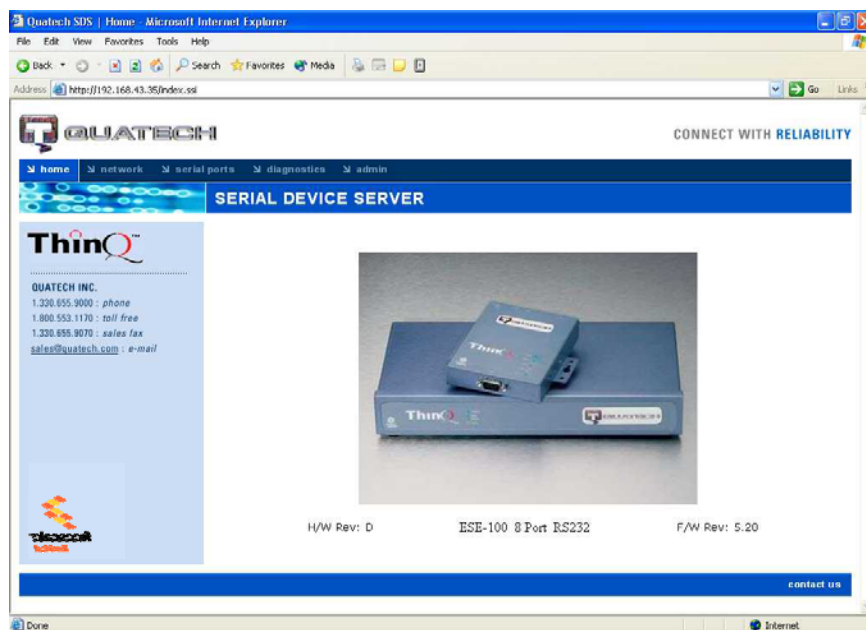 Quatech SDS | Home - Microsoft Internet Explorer
File Edit View Favorites Tools Help
Back Search Favorites Media
Address http://192.168.43.35/index.ssi Go Links
QUATECH
CONNECT WITH RELIABILITY
home network serial ports diagnostics admin
SERIAL DEVICE SERVER
ThinQ™
QUATECH INC.
1.330.655.9000 : phone
1.800.553.1170 : toll free
1.330.655.9070 : sales fax
sales@quatech.com : e-mail
QUATECH
ThinQ
ThinQ
QUATECH
H/W Rev: D ESE-100 8 Port RS232 F/W Rev: 5.20
contact us
Done Internet